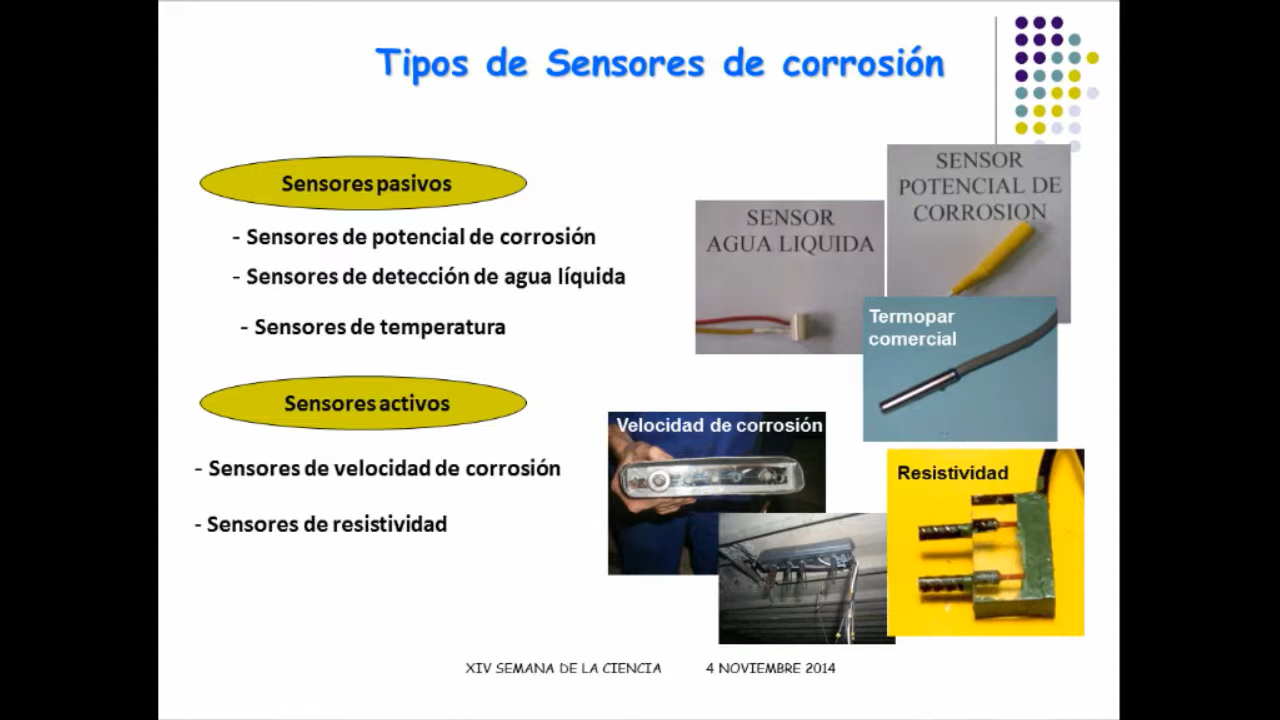 Tipos de Sensores de corrosión
Sensores pasivos
- Sensores de potencial de corrosión
- Sensores de detección de agua líquida
- Sensores de temperatura
Sensores activos
- Sensores de velocidad de corrosión
- Sensores de resistividad
SENSOR
AGUA LIQUIDA
SENSOR
POTENCIAL DE
CORROSION
Termopar
comercial
Velocidad de corrosión
Resistividad
XIV SEMANA DE LA CIENCIA 4 NOVIEMBRE 2014